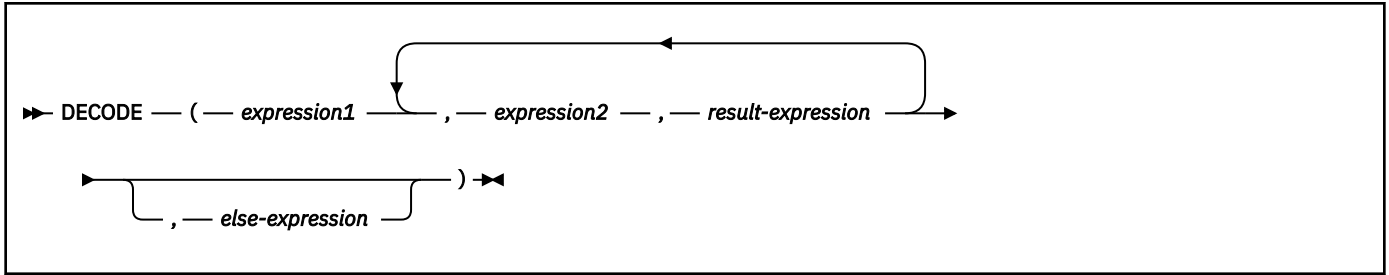 DECODE ( expression1 , expression2 , result-expression
)
, else-expression